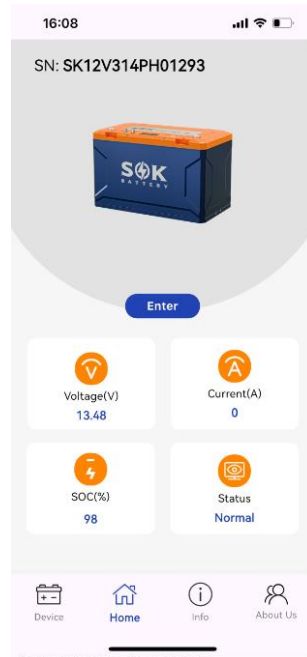 16:08
SN: SK12V314PH01293
SOK
BATTERY
Enter
Voltage(V)
13.48
Current(A)
0
SOC(%)
98
Status
Normal
Device
Home
Info
About Us